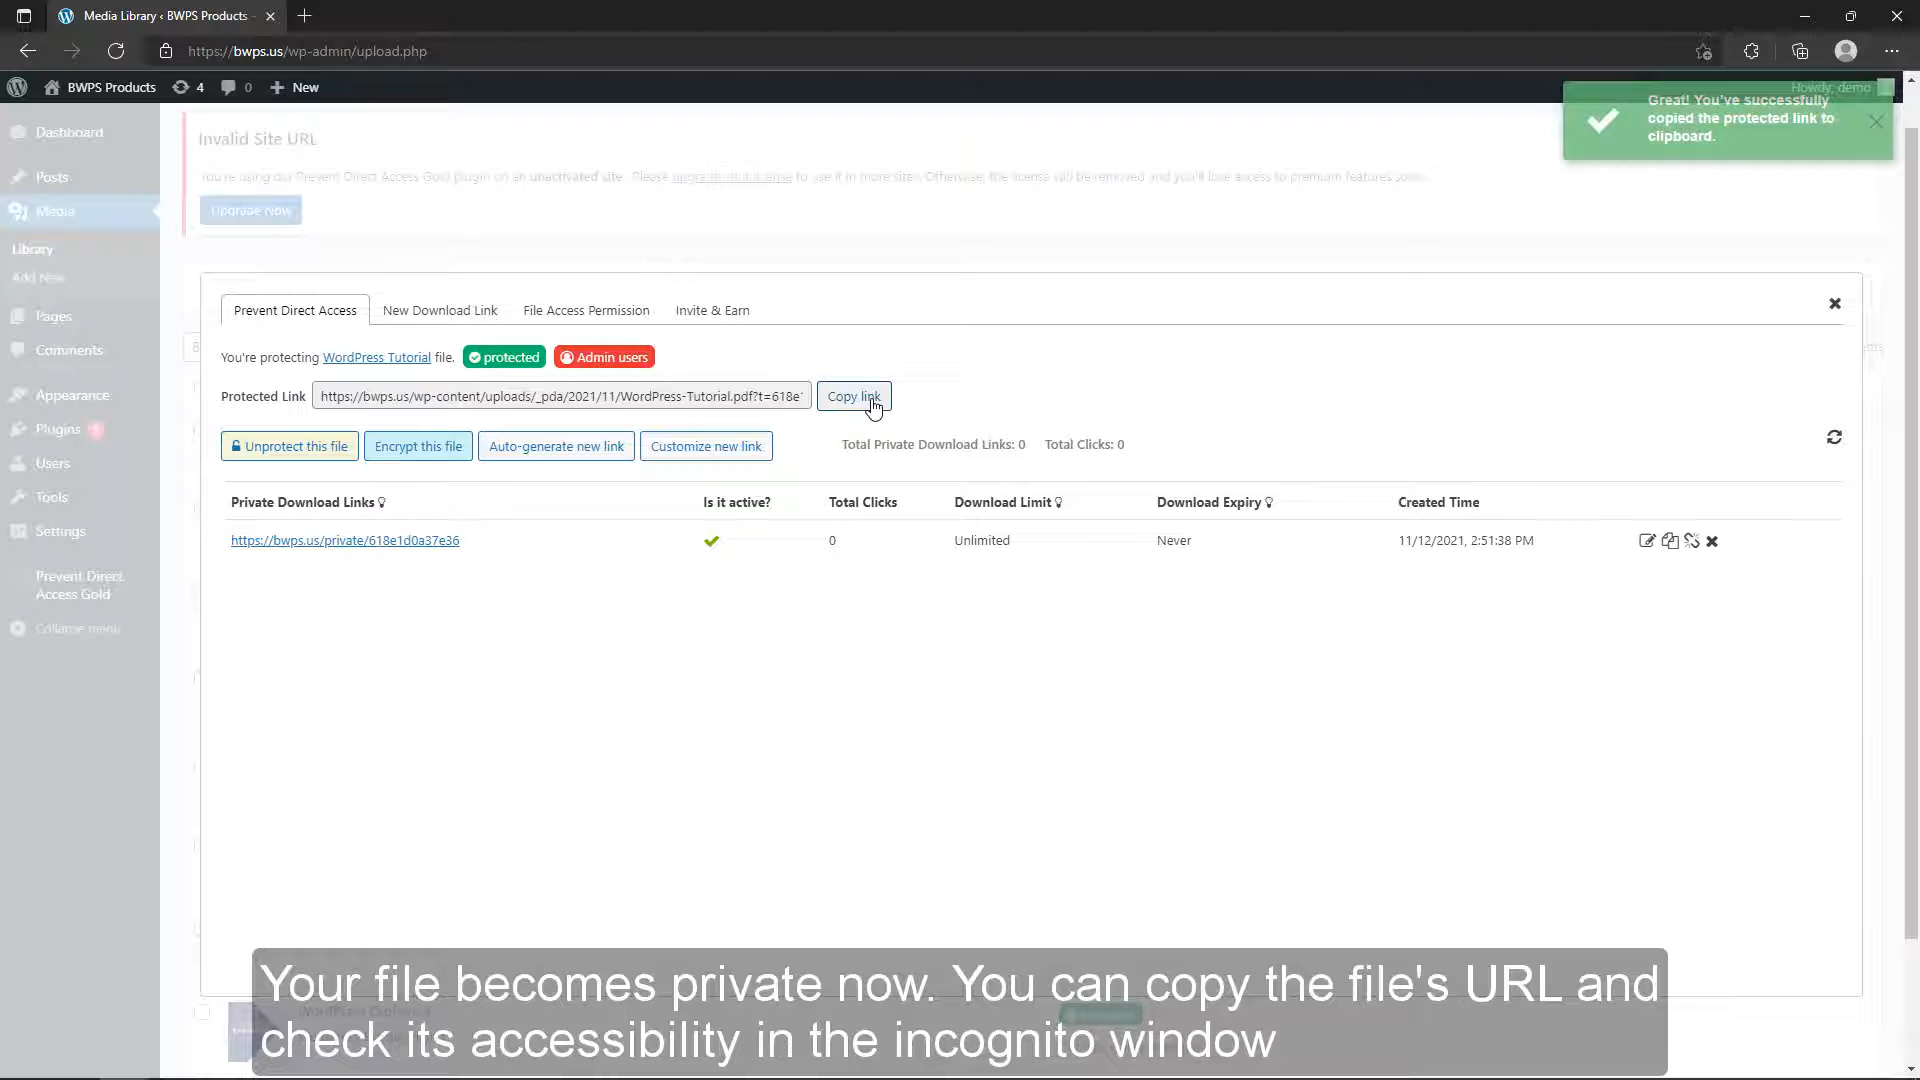 Media Library ‹ BWPS Products -
https://bwps.us/wp-admin/upload.php
BWPS Products 4 0 New
Howdy, demo
Great! You've successfully
copied the protected link to
clipboard.
Dashboard
Posts
Media
Library
Add New
Pages
Comments
Appearance
Plugins
Users
Tools
Settings
Prevent Direct
Access Gold
Collapse menu
Invalid Site URL
You're using our Prevent Direct Access Gold plugin on an unactivated site. Please to use it in more sites. Otherwise, the license will be removed and you'll lose access to premium features soon.
Upgrade Now
Prevent Direct Access New Download Link File Access Permission Invite & Earn
You're protecting WordPress Tutorial file. protected Admin users
Protected Link https://bwps.us/wp-content/uploads/_pda/2021/11/WordPress-Tutorial.pdf?t=618e Copy link
Unprotect this file Encrypt this file Auto-generate new link Customize new link Total Private Download Links: 0 Total Clicks: 0
Private Download Links Is it active? Total Clicks Download Limit Download Expiry Created Time
https://bwps.us/private/618e1d0a37e36 0 Unlimited Never 11/12/2021, 2:51:38 PM
Your file becomes private now. You can copy the file's URL and
check its accessibility in the incognito window